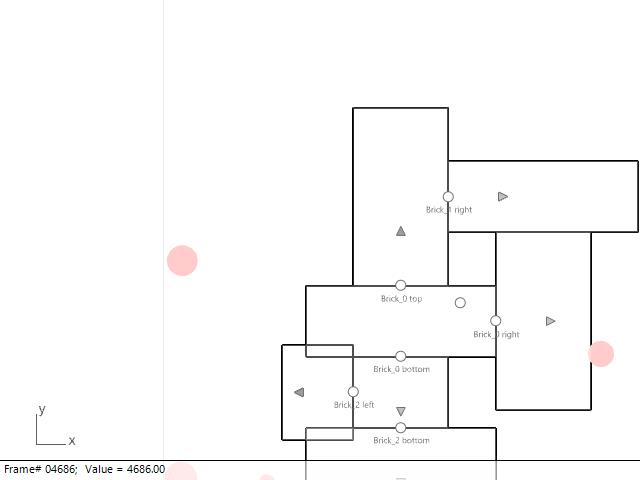 Brick_1 right
Brick_0 top
Brick_0 right
Brick_0 bottom
Brick_2 left
y
Brick_2 bottom
x
Frame# 04686; Value = 4686.00